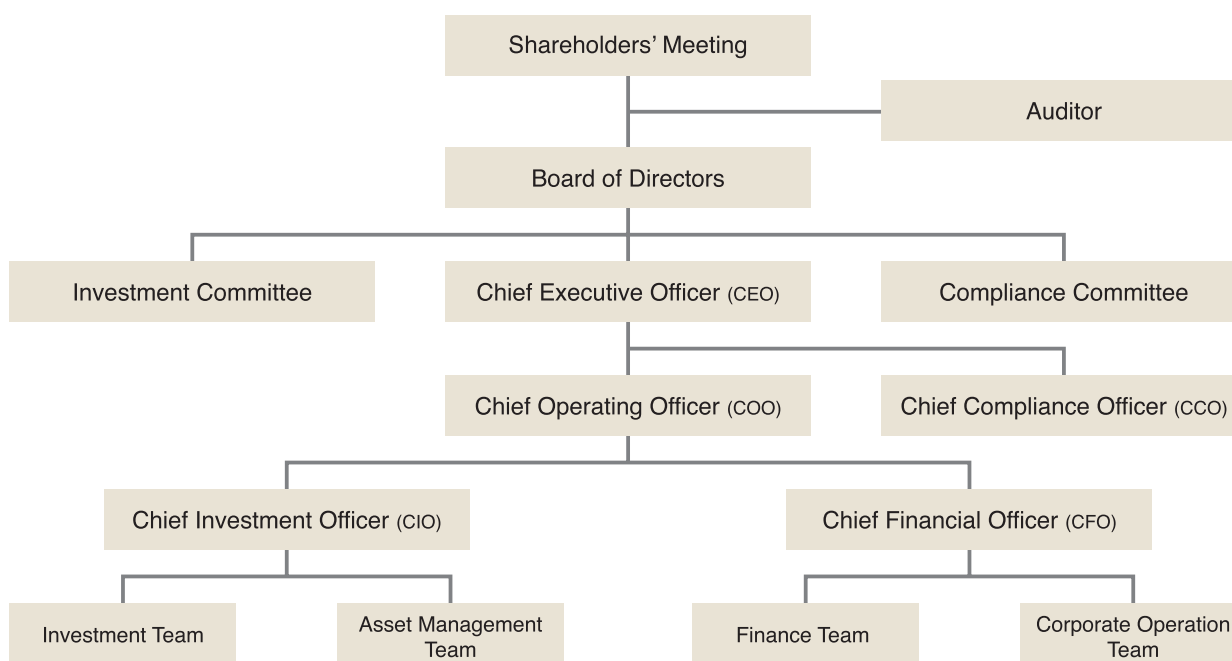 Shareholders’ Meeting
Auditor
Board of Directors
Investment Committee
Chief Executive Officer (CEO)
Compliance Committee
Chief Operating Officer (COO)
Chief Compliance Officer (CCO)
Chief Investment Officer (CIO)
Chief Financial Officer (CFO)
Investment Team
Asset Management
Team
Finance Team
Corporate Operation
Team